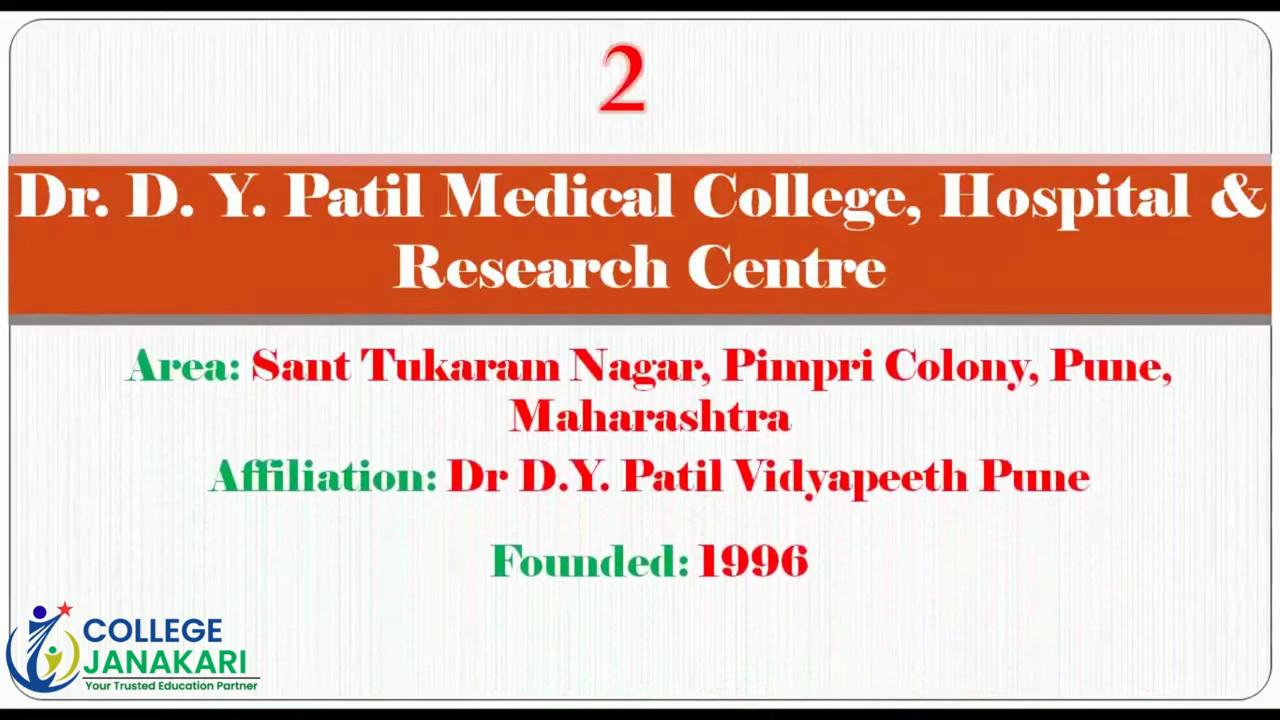 2
Dr. D. Y. Patil Medical College, Hospital &
Research Centre
Area: Sant Tukaram Nagar, Pimpri Colony, Pune,
Maharashtra
Affiliation: Dr D.Y. Patil Vidyapeeth Pune
Founded: 1996
COLLEGE
JANAKARI
Your Trusted Education Partner